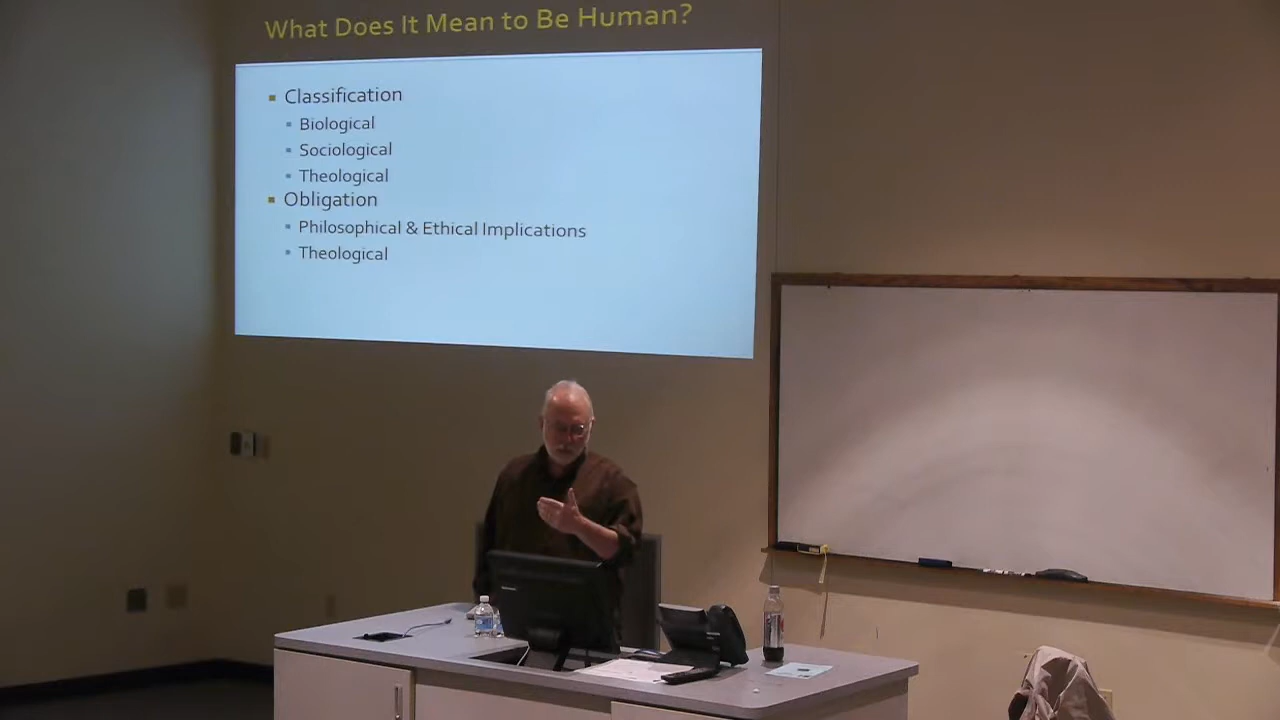 What Does It Mean to Be Human?
Classification
Biological
Sociological
Theological
Obligation
Philosophical & Ethical Implications
Theological